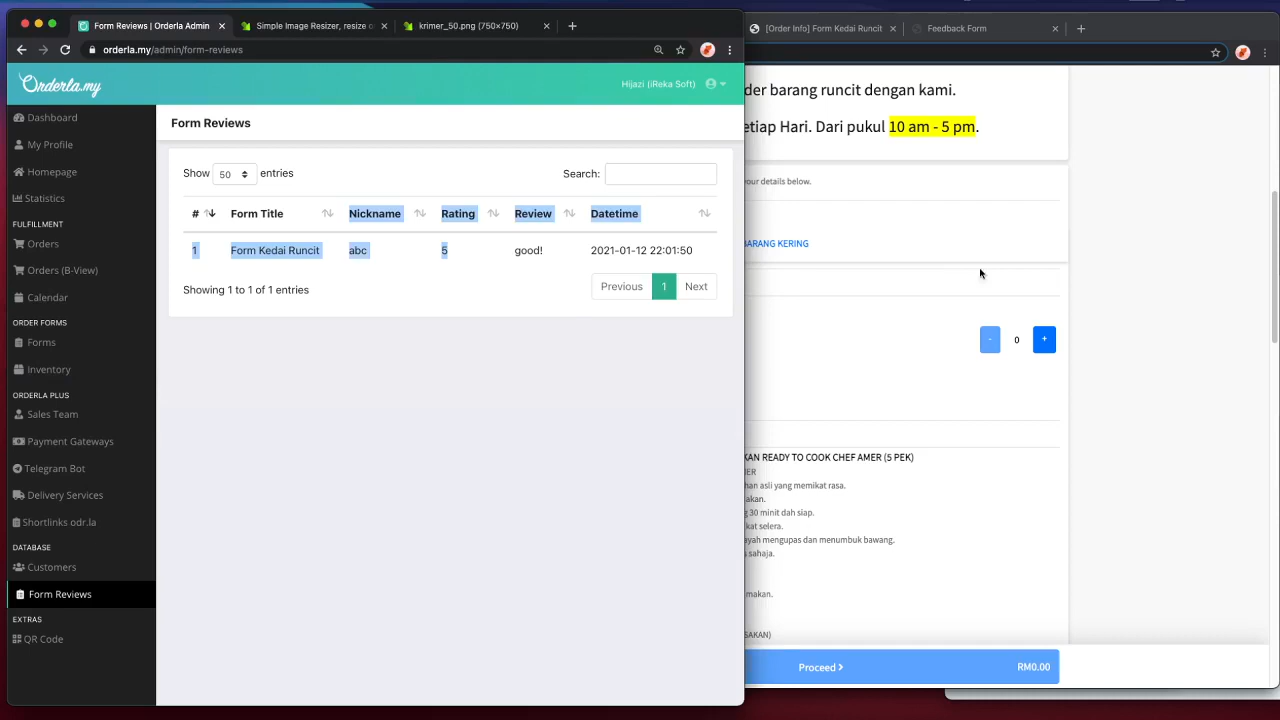 Form Reviews | Orderla Admin
Simple Image Resizer, resize o
krimer_50.png (750×750)
orderla.my/admin/form-reviews
Orderla.my
Hijazi (iReka Soft)
Dashboard
My Profile
Homepage
Statistics
FULFILLMENT
Orders
Orders (B-View)
Calendar
ORDER FORMS
Forms
Inventory
ORDERLA PLUS
Sales Team
Payment Gateways
Telegram Bot
Delivery Services
Shortlinks odr.la
DATABASE
Customers
Form Reviews
EXTRAS
QR Code
Form Reviews
Show 50 entries
Search:
# Form Title Nickname Rating Review Datetime
1 Form Kedai Runcit abc 5 good! 2021-01-12 22:01:50
Showing 1 to 1 of 1 entries
Previous 1 Next
[Order Info] Form Kedai Runcit
Feedback Form
der barang runcit dengan kami.
etiap Hari. Dari pukul 10 am - 5 pm.
your details below.
BARANG KERING
- 0 +
KAN READY TO COOK CHEF AMER (5 PEK)
MER
han asli yang memikat rasa.
akan.
g 30 minit dah siap.
kat selera.
ayah mengupas dan menumbuk bawang.
s sahaja.
makan.
SAKAN)
Proceed
RM0.00